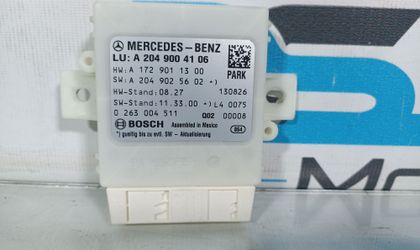 MERCEDES-BENZ
LU: A 204 900 41 06
HW: A 172 901 13 00 PARK
SW: A 204 902 56 02 *)
HW-Stand: 08.27 130826
SW-Stand: 11.33.00 *) L4 0075
0 263 004 511 Q02 00008
BOSCH Assembled in Mexico
*) gueltig bis zu evtl. SW - Aktualisierung 064